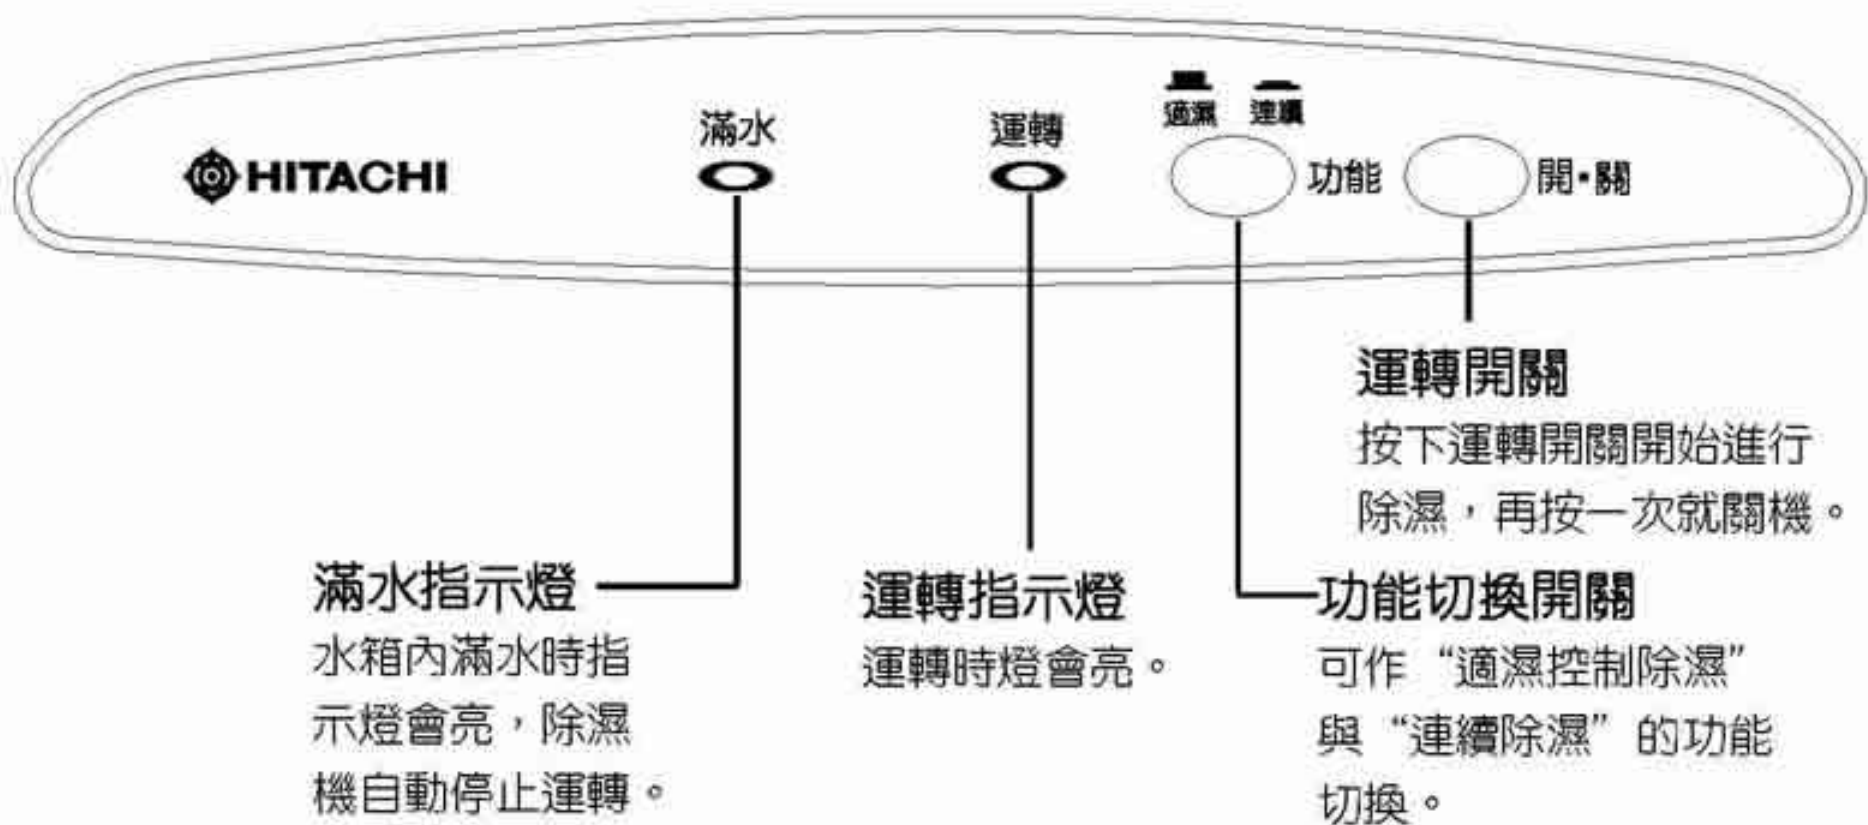 適濕 連續
滿水
運轉
HITACHI
功能
開·關
運轉開關
按下運轉開關開始進行
除濕，再按一次就關機。
滿水指示燈
水箱內滿水時指
示燈會亮，除濕
機自動停止運轉。
運轉指示燈
運轉時燈會亮。
功能切換開關
可作“適濕控制除濕”
與“連續除濕”的功能
切換。